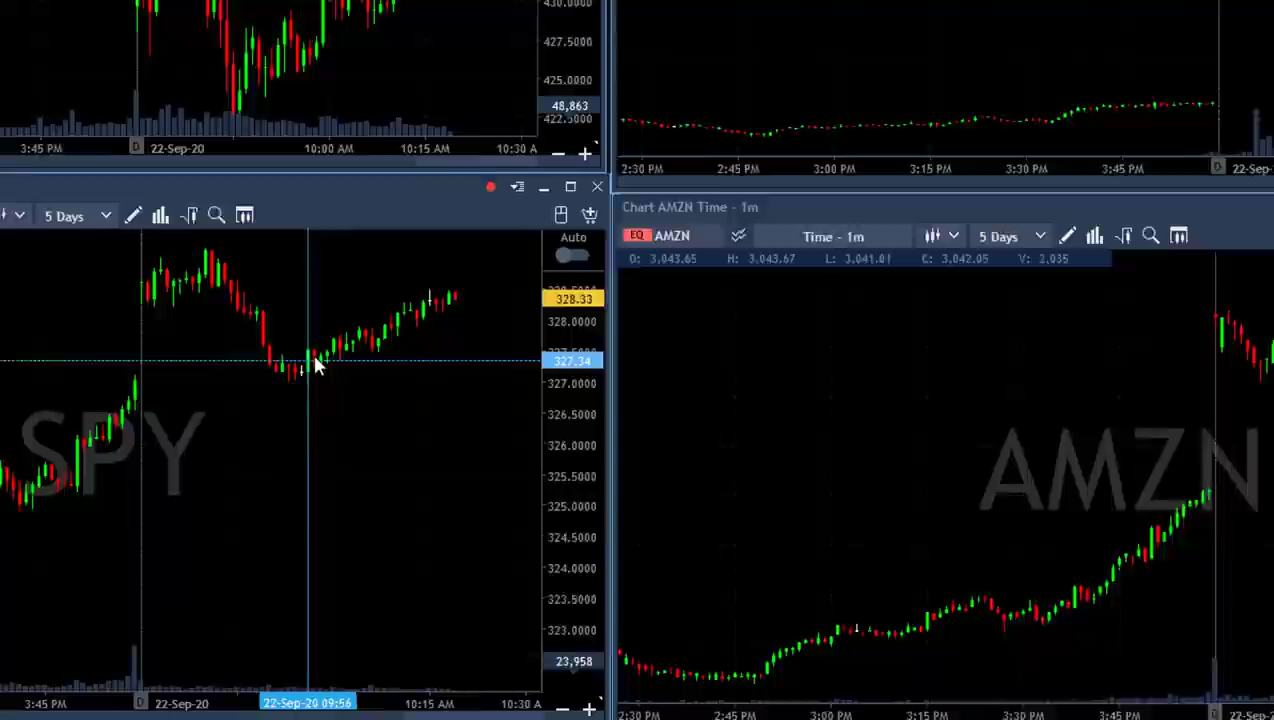 430.0000
427.5000
425.0000
48,863
422.5000
3:45 PM D 22-Sep-20 10:00 AM 10:15 AM 10:30 A
2:30 PM 2:45 PM 3:00 PM 3:15 PM 3:30 PM 3:45 PM D 22-Sep-
5 Days
Auto
328.33
328.0000
327.34
327.0000
326.5000
326.0000
325.5000
325.0000
324.5000
324.0000
323.5000
323.0000
23,958
SPY
3:45 PM D 22-Sep-20 22-Sep-20 09:56 10:15 AM 10:30 A
Chart AMZN Time - 1m
EQ AMZN Time - 1m 5 Days
O: 3,043.65 H: 3,043.67 L: 3,041.01 C: 3,042.05 V: 2,035
AMZN
2:30 PM 2:45 PM 3:00 PM 3:15 PM 3:30 PM 3:45 PM D 22-Sep-2